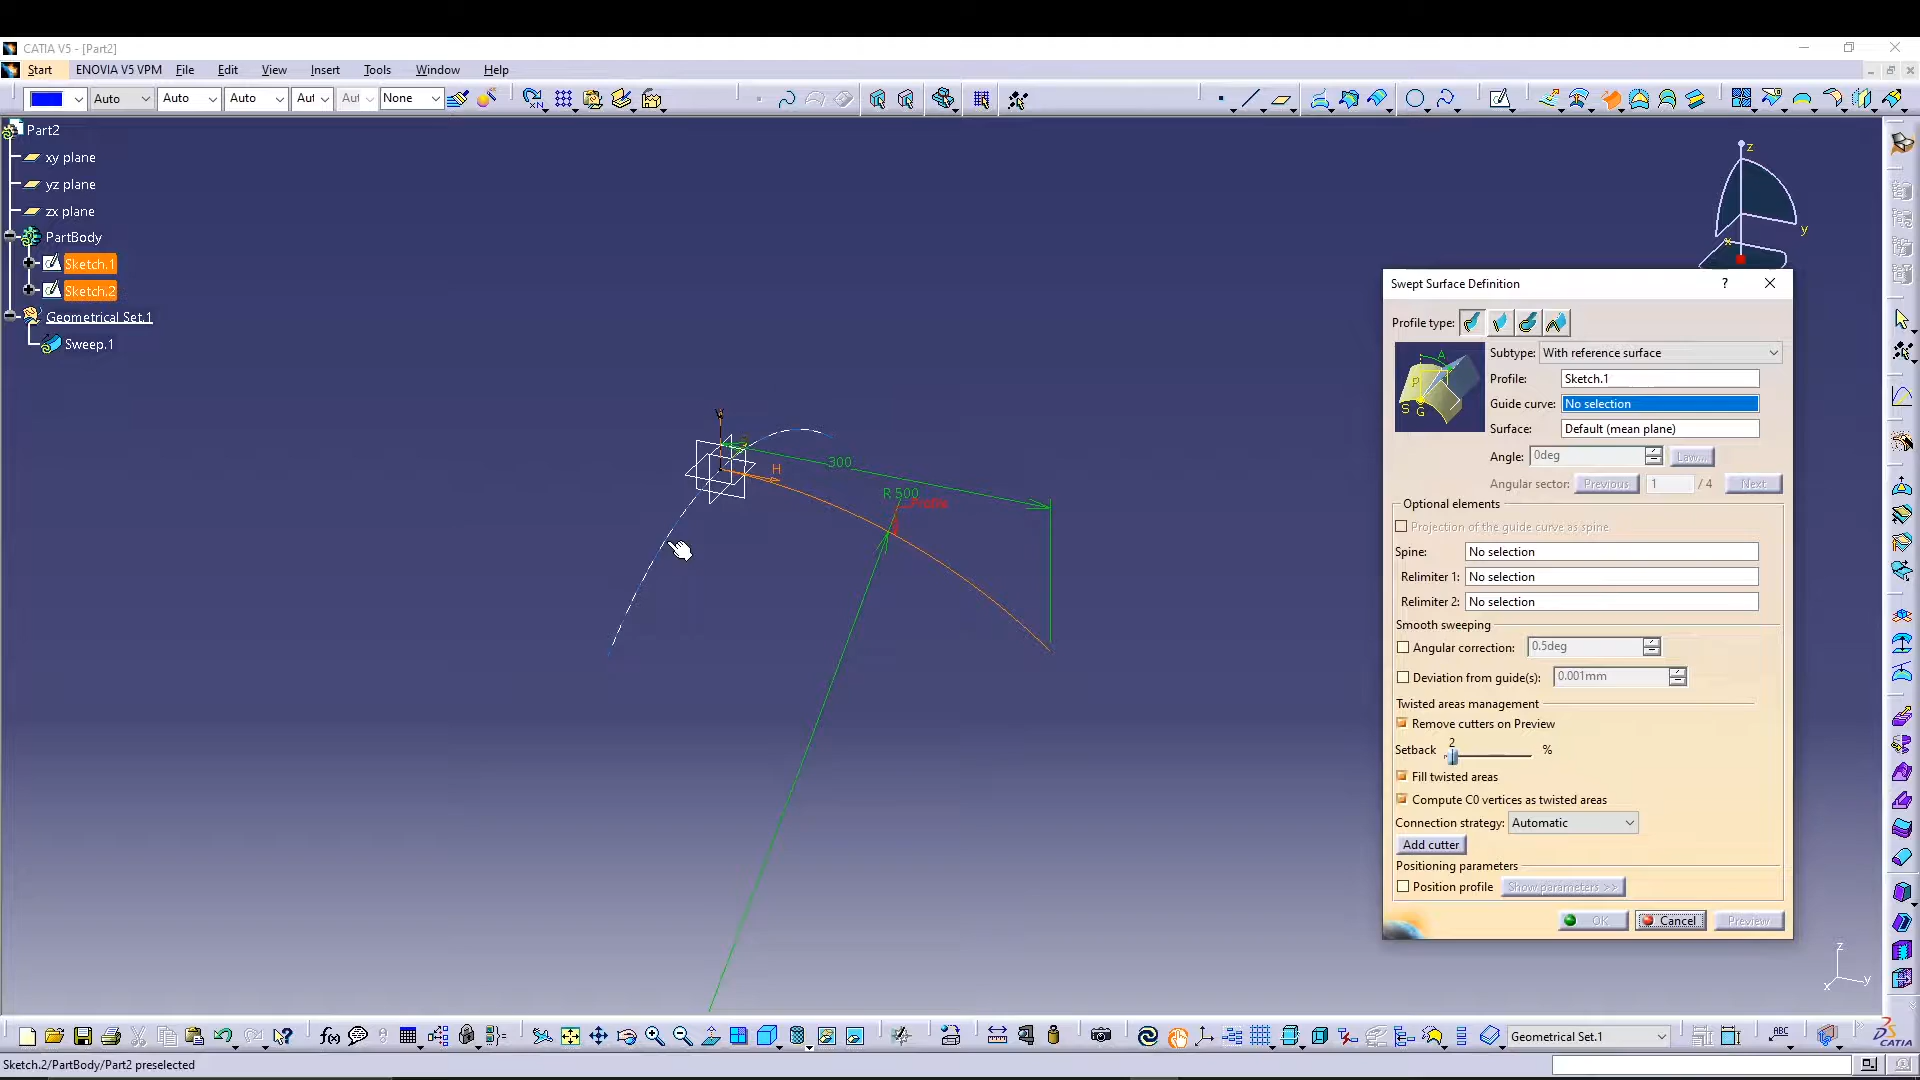 CATIA V5 - [Part2]
Start ENOVIA V5 VPM File Edit View Insert Tools Window Help
Auto Auto Auto Aut Aut None
Part2
xy plane
yz plane
zx plane
PartBody
Sketch.1
Sketch.2
Geometrical Set.1
Sweep.1
z
y
x
H
300
R 500
Profile
Swept Surface Definition ?
Profile type:
Subtype: With reference surface
Profile: Sketch.1
Guide curve: No selection
Surface: Default (mean plane)
Angle: 0deg Law...
Angular sector: Previous 1 / 4 Next
Optional elements
Projection of the guide curve as spine.
Spine: No selection
Relimiter 1: No selection
Relimiter 2: No selection
Smooth sweeping
Angular correction: 0.5deg
Deviation from guide(s): 0.001mm
Twisted areas management
Remove cutters on Preview
2
Setback %
Fill twisted areas
Compute C0 vertices as twisted areas
Connection strategy: Automatic
Add cutter
Positioning parameters
Position profile Show parameters >>
OK Cancel Preview
A
P
S G
z
y
x
f(x) Geometrical Set.1 ABC CATIA
Sketch.2/PartBody/Part2 preselected